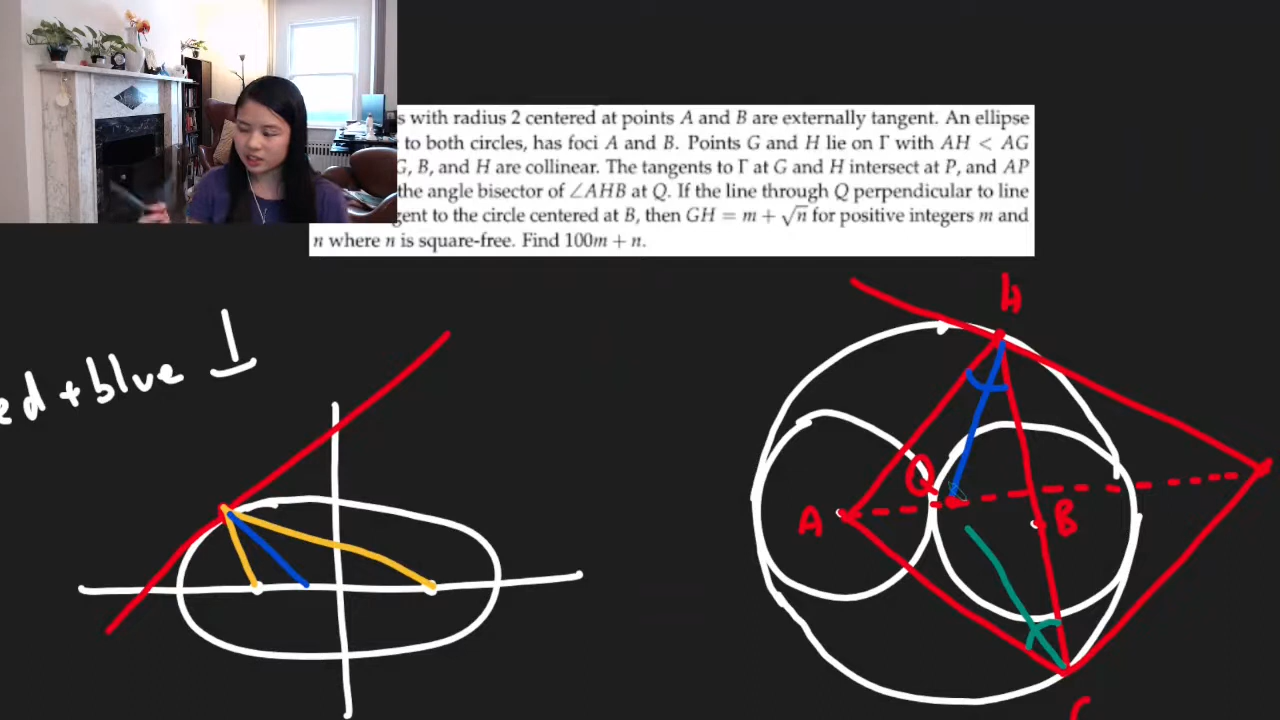 s with radius 2 centered at points A and B are externally tangent. An ellipse
to both circles, has foci A and B. Points G and H lie on Γ with AH < AG
G, B, and H are collinear. The tangents to Γ at G and H intersect at P, and AP
the angle bisector of ∠AHB at Q. If the line through Q perpendicular to line
gent to the circle centered at B, then GH = m + √n for positive integers m and
n where n is square-free. Find 100m + n.
ed + blue ⊥
H
Q
A
B